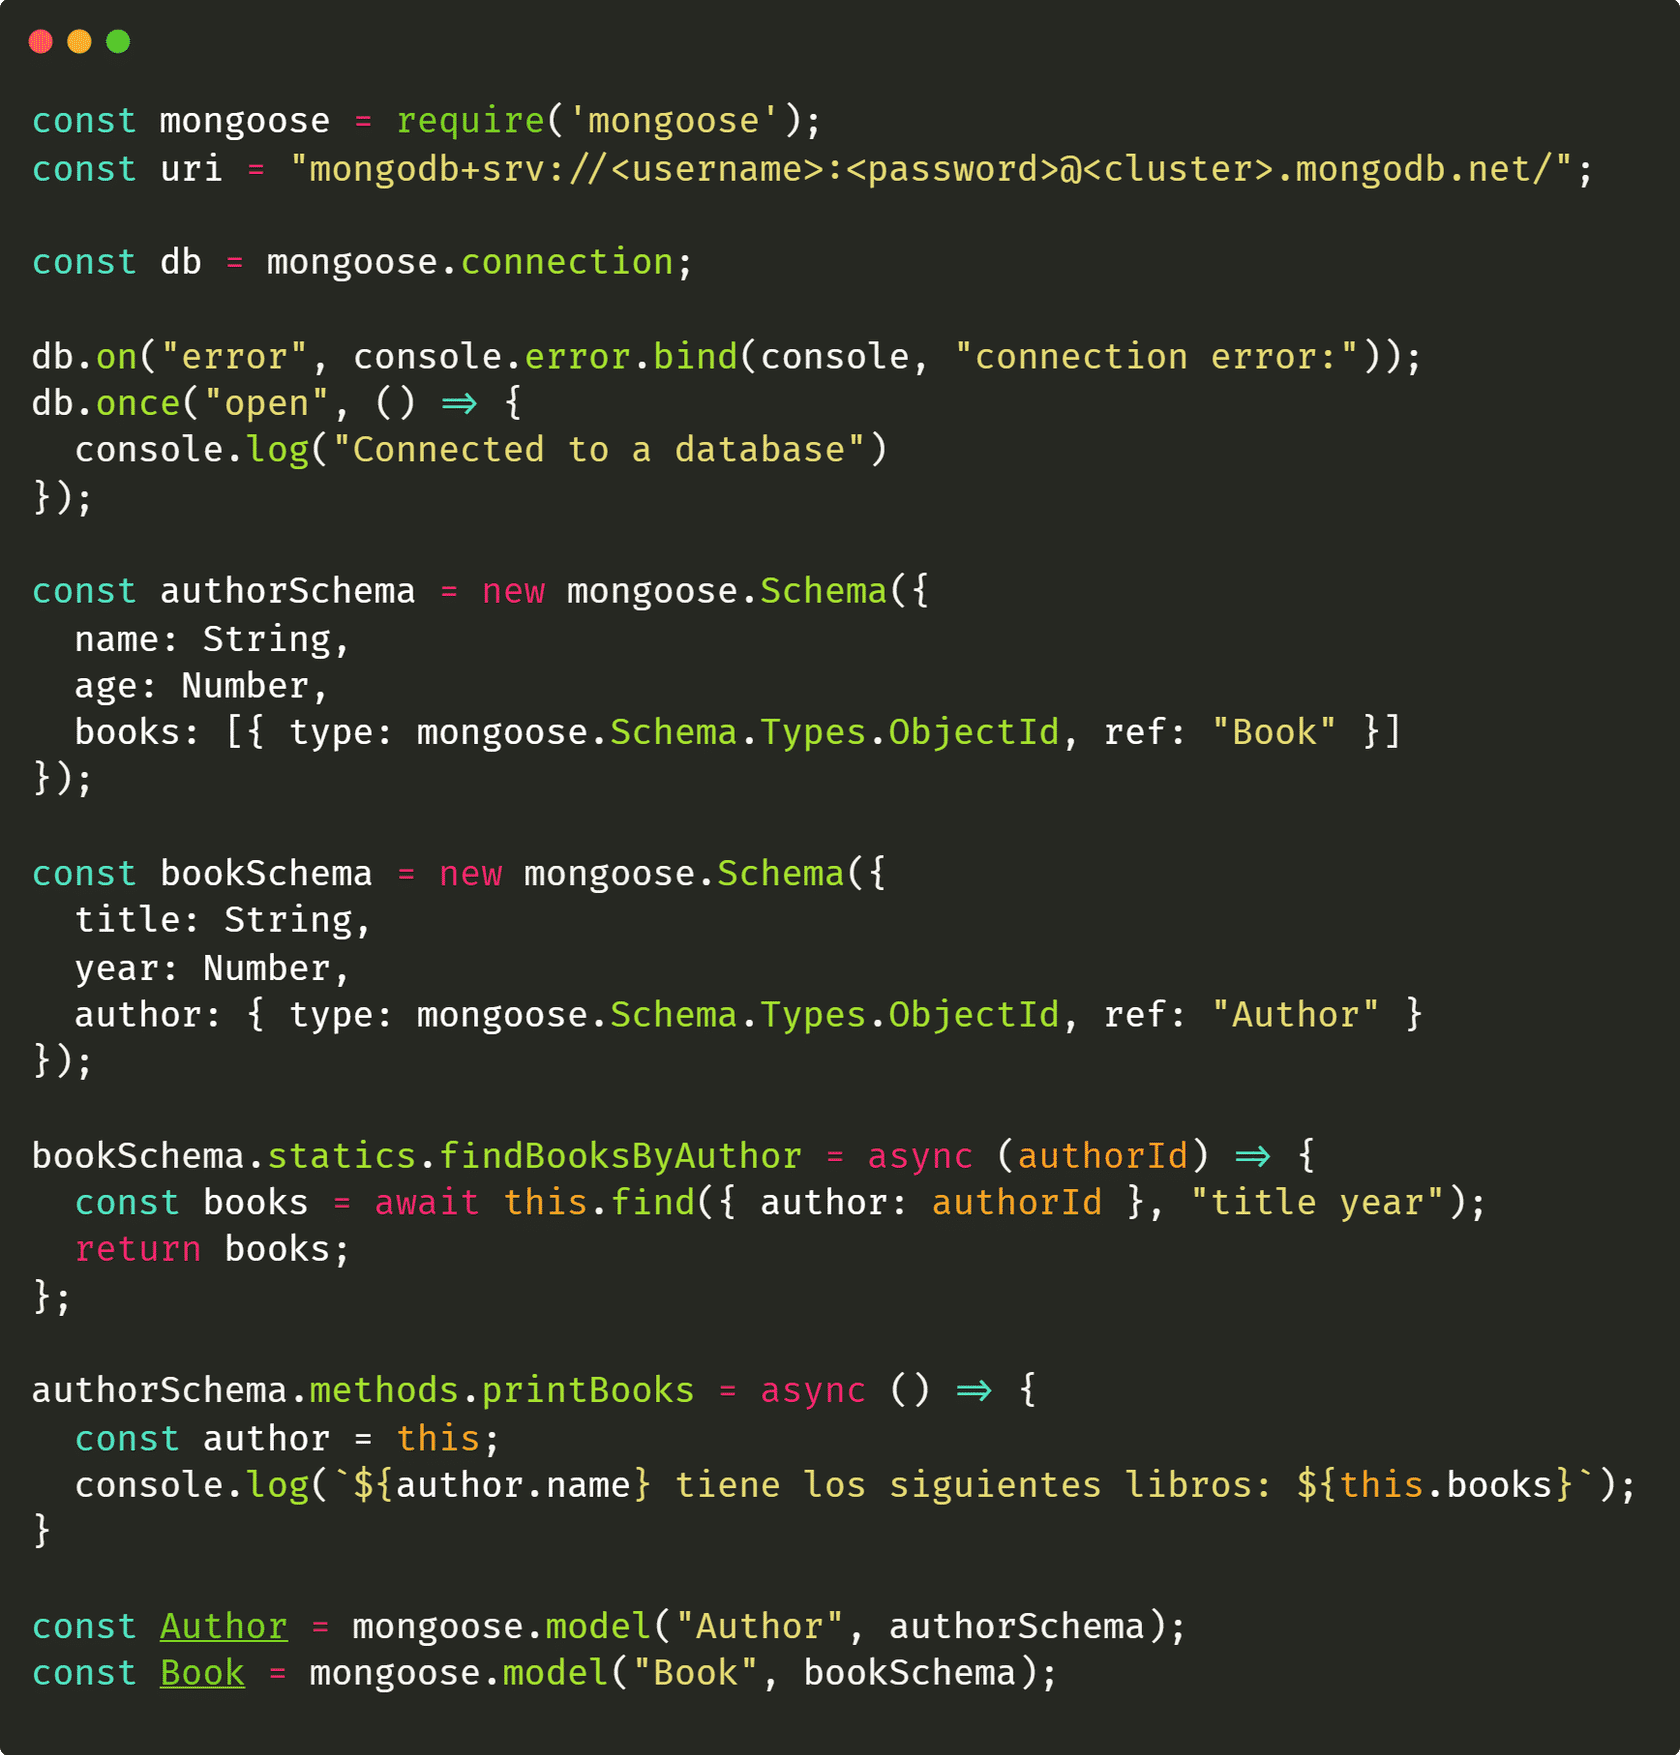 const mongoose = require('mongoose');
const uri = "mongodb+srv://<username>:<password>@<cluster>.mongodb.net/";
const db = mongoose.connection;
db.on("error", console.error.bind(console, "connection error:"));
db.once("open", () => {
  console.log("Connected to a database")
});
const authorSchema = new mongoose.Schema({
  name: String,
  age: Number,
  books: [{ type: mongoose.Schema.Types.ObjectId, ref: "Book" }]
});
const bookSchema = new mongoose.Schema({
  title: String,
  year: Number,
  author: { type: mongoose.Schema.Types.ObjectId, ref: "Author" }
});
bookSchema.statics.findBooksByAuthor = async (authorId) => {
  const books = await this.find({ author: authorId }, "title year");
  return books;
};
authorSchema.methods.printBooks = async () => {
  const author = this;
  console.log(`${author.name} tiene los siguientes libros: ${this.books}`);
}
const Author = mongoose.model("Author", authorSchema);
const Book = mongoose.model("Book", bookSchema);